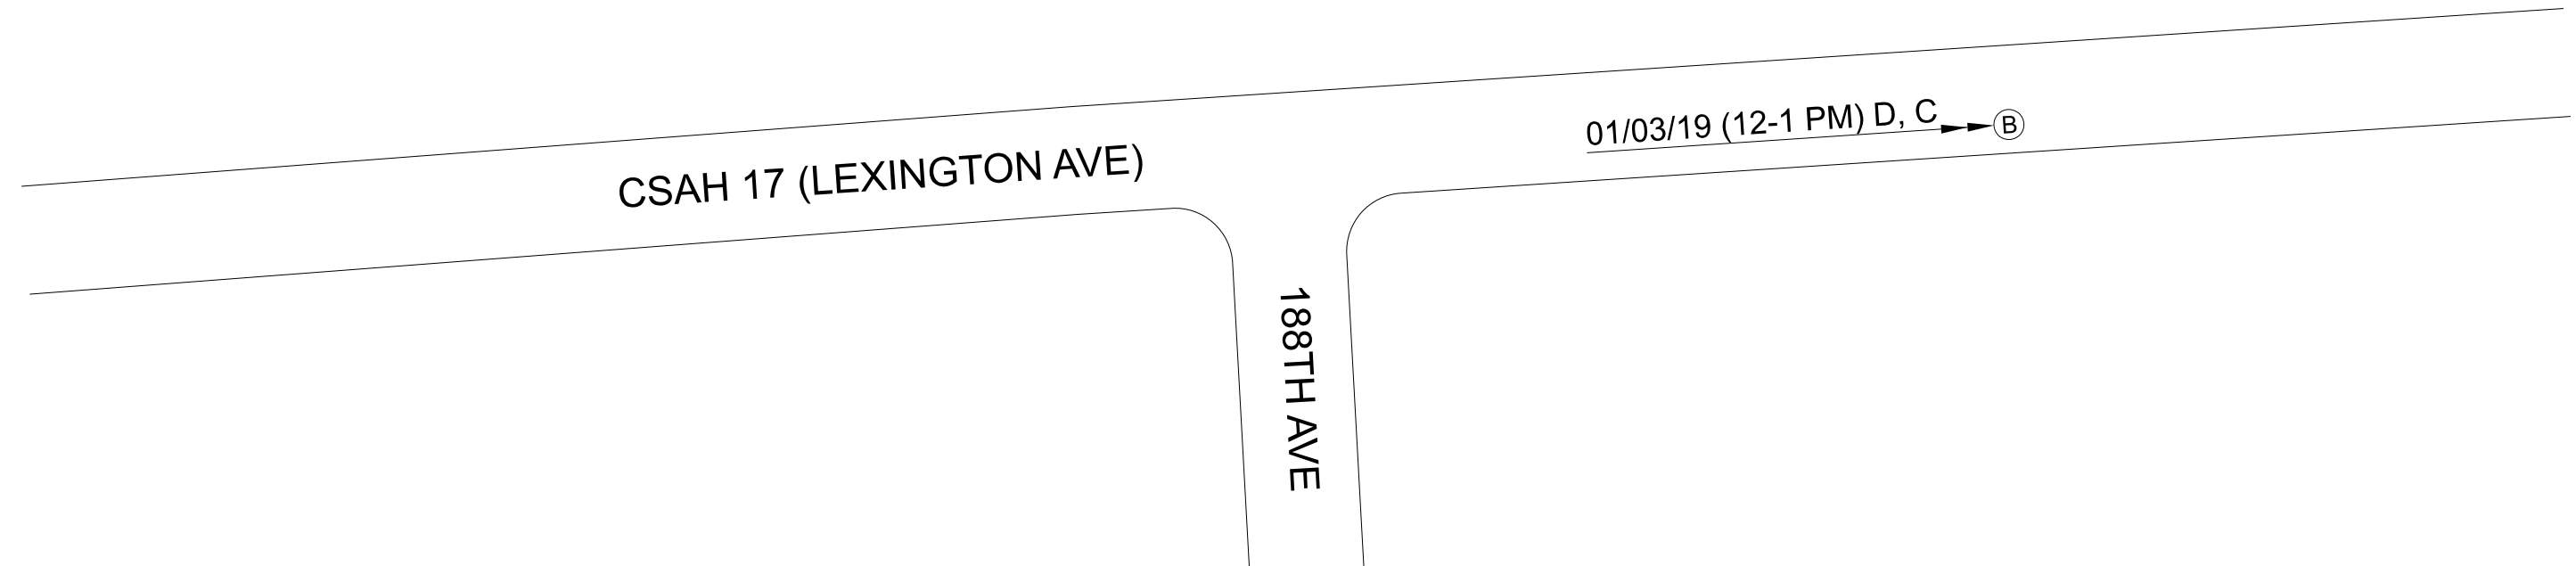 01/03/19 (12-1 PM) D, C
B
CSAH 17 (LEXINGTON AVE)
188TH AVE